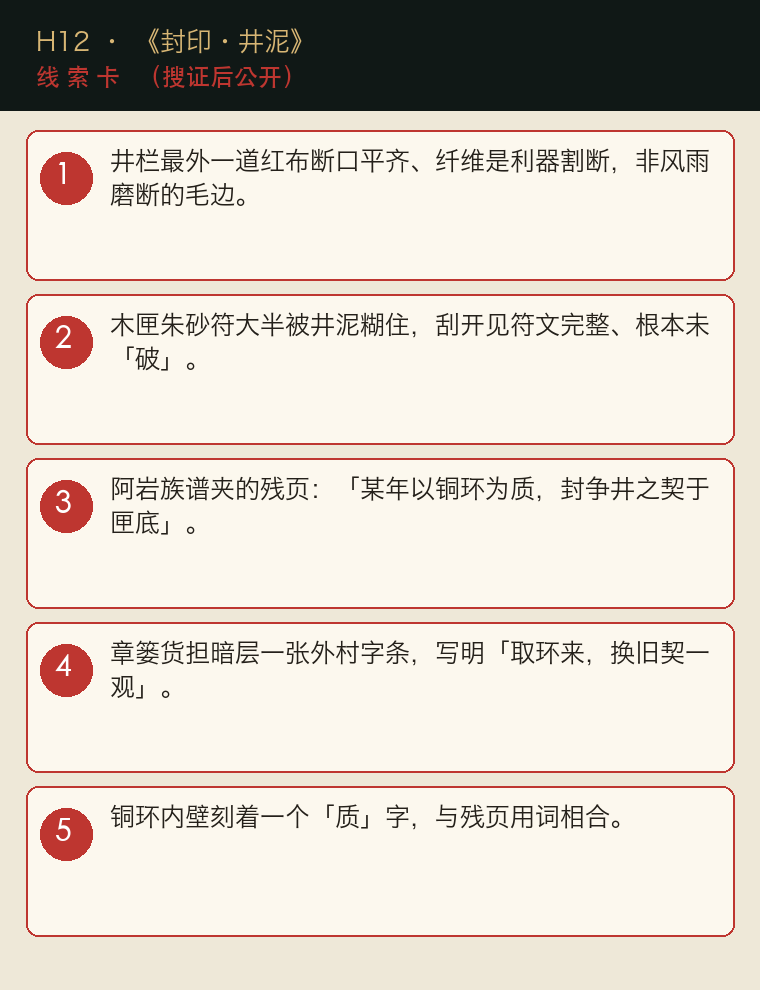 H12 · 《封印·井泥》
线索卡 （搜证后公开）
1
井栏最外一道红布断口平齐、纤维是利器割断，非风雨
磨断的毛边。
2
木匣朱砂符大半被井泥糊住，刮开见符文完整、根本未
「破」。
3
阿岩族谱夹的残页：「某年以铜环为质，封争井之契于
匣底」。
4
章篓货担暗层一张外村字条，写明「取环来，换旧契一
观」。
5
铜环内壁刻着一个「质」字，与残页用词相合。